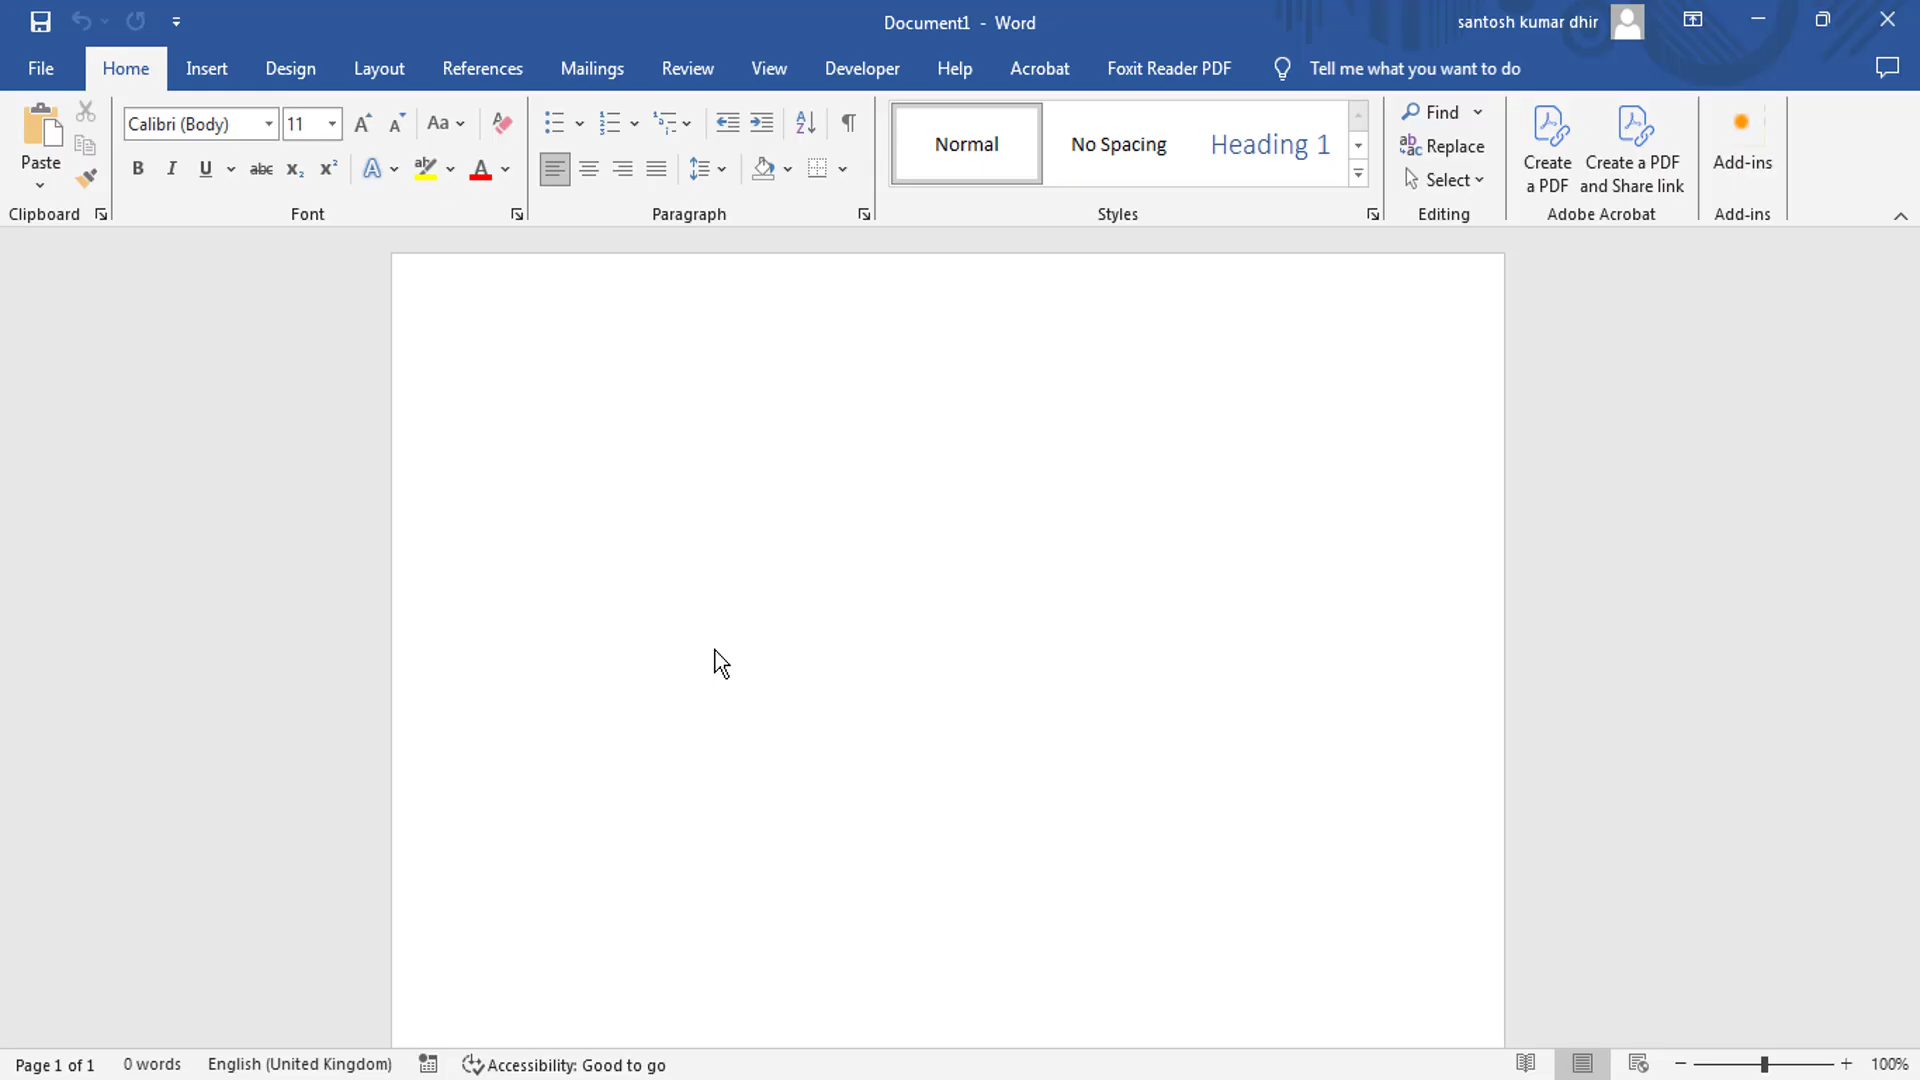 Document1 - Word
santosh kumar dhir
File Home Insert Design Layout References Mailings Review View Developer Help Acrobat Foxit Reader PDF Tell me what you want to do
Paste
Clipboard
Calibri (Body) 11 Aa
B I U abc x₂ x² A A
Font
A Z ¶
Paragraph
Normal No Spacing Heading 1
Styles
Find
Replace
Select
Editing
Create a PDF
Create a PDF and Share link
Adobe Acrobat
Add-ins
Add-ins
Page 1 of 1 0 words English (United Kingdom) Accessibility: Good to go 100%